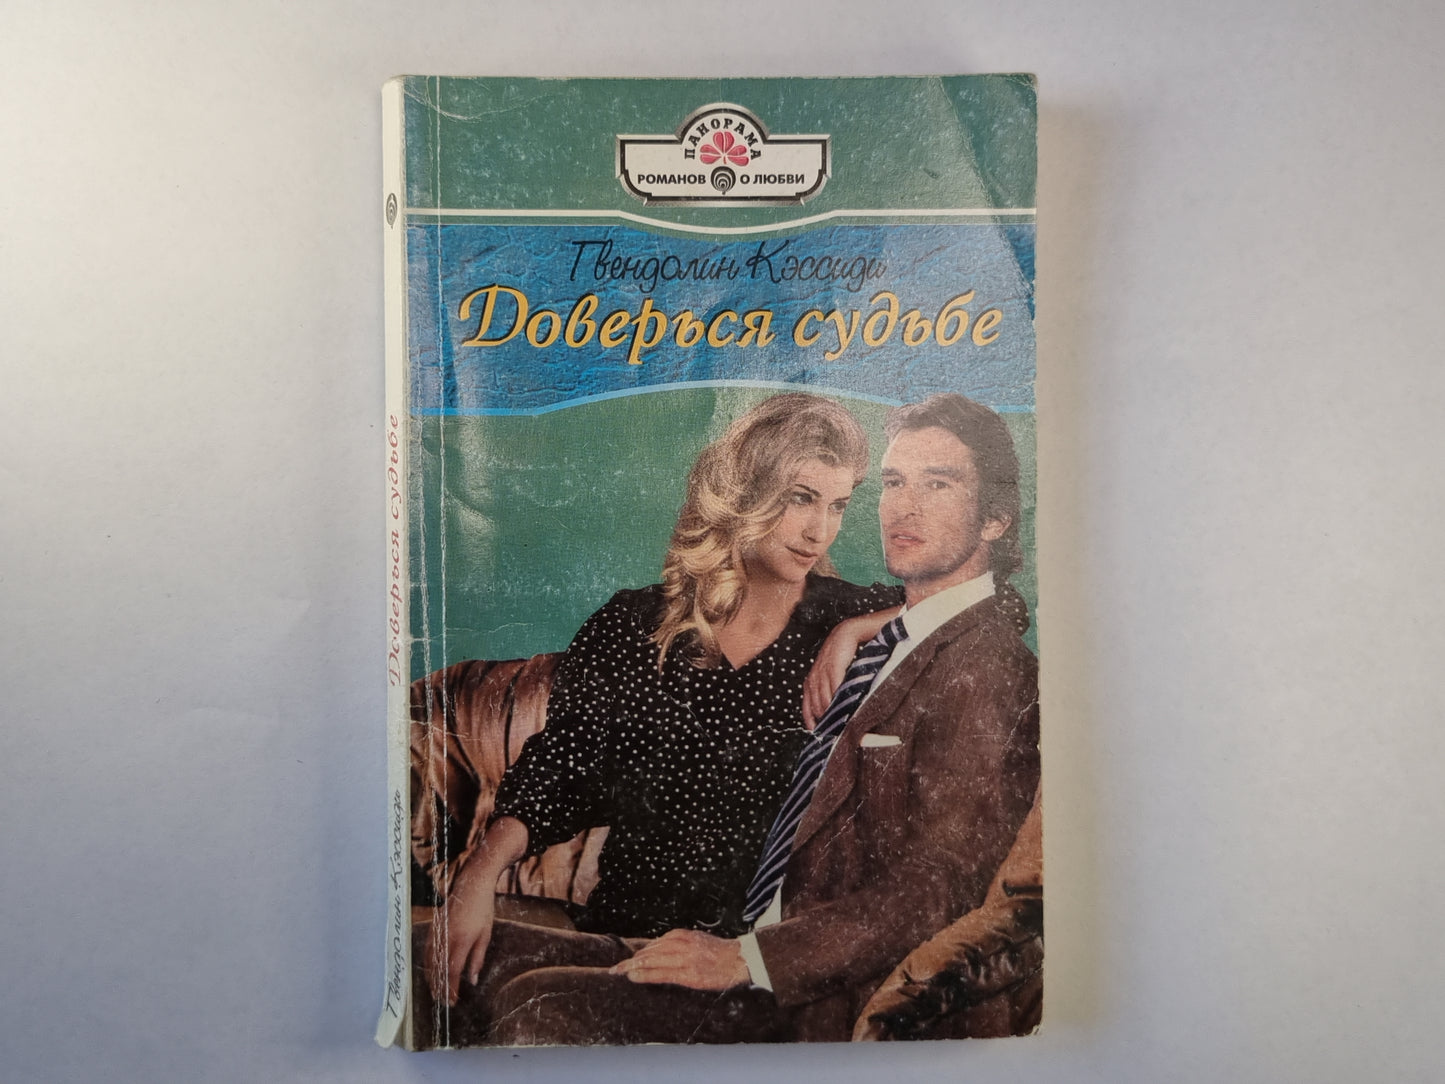 ПАНОРАМА
РОМАНОВ О ЛЮБВИ
Гвендолин Кэссиди
Доверься судьбе
Гвендолин Кэссиди Доверься судьбе